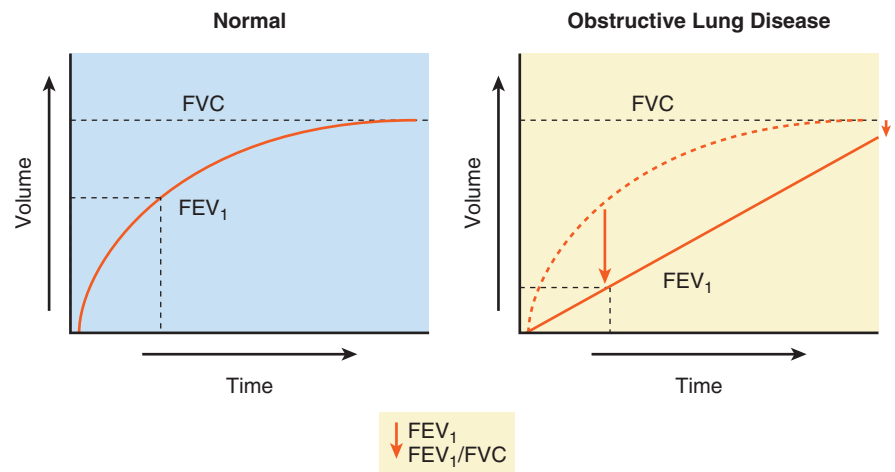 Normal
FVC
FEV₁
Volume
Time
Obstructive Lung Disease
FVC
FEV₁
Volume
Time
FEV₁
FEV₁/FVC